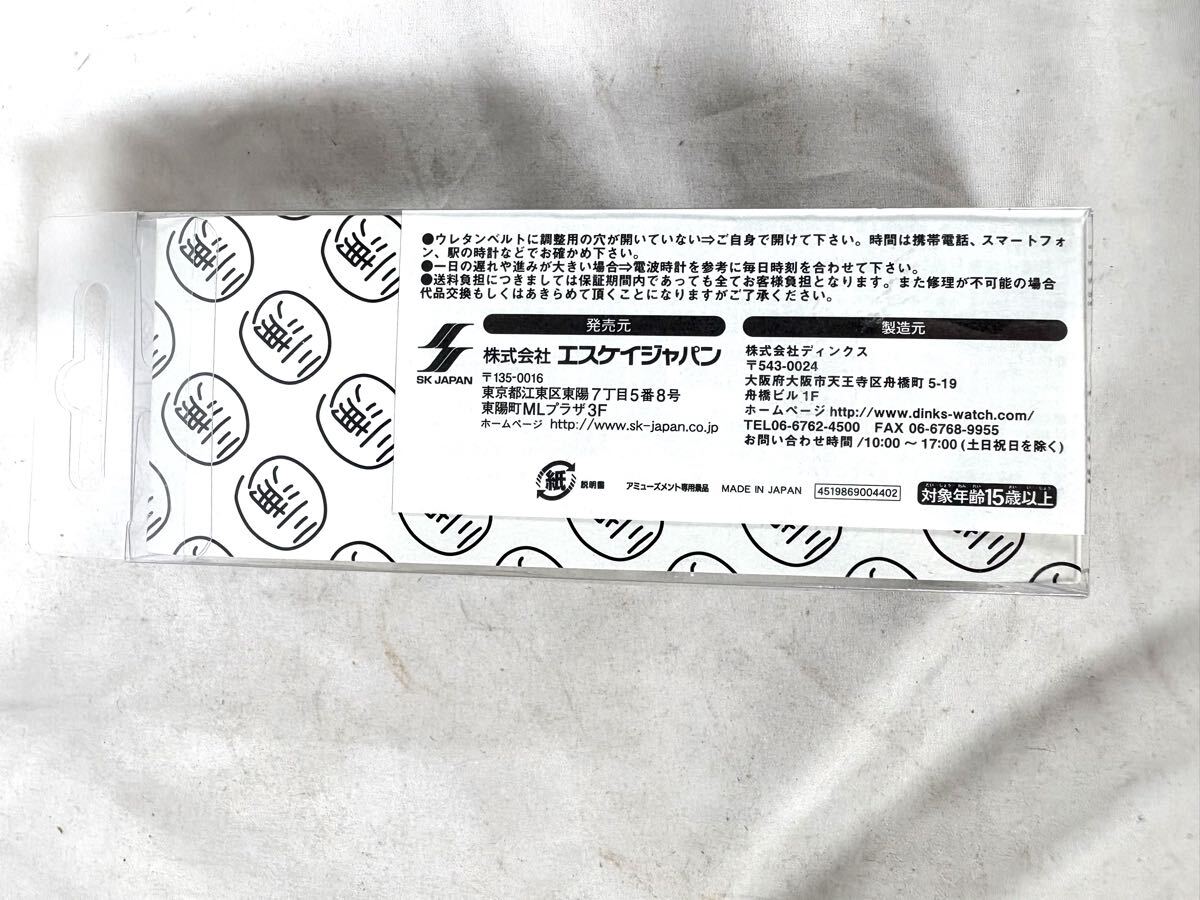 ●ウレタンベルトに調整用の穴が開いていない⇒ご自身で開けて下さい。時間は携帯電話、スマートフォ
ン、駅の時計などでお確かめ下さい。
●一日の遅れや進みが大きい場合⇒電波時計を参考に毎日時刻を合わせて下さい。
●送料負担につきましては保証期間内であっても全てお客様負担となります。また修理が不可能の場合
代品交換もしくはあきらめて頂くことになりますがご了承ください。
SK JAPAN
発売元
株式会社 エスケイジャパン
〒135-0016
東京都江東区東陽7丁目5番8号
東陽町MLプラザ3F
ホームページ http://www.sk-japan.co.jp
製造元
株式会社ディンクス
〒543-0024
大阪府大阪市天王寺区舟橋町 5-19
舟橋ビル 1F
ホームページ http://www.dinks-watch.com/
TEL06-6762-4500 FAX 06-6768-9955
お問い合わせ時間 /10:00 〜 17:00 (土日祝日を除く)
紙 説明書
アミューズメント専用景品
MADE IN JAPAN
4519869004402
対象年齢15歳以上